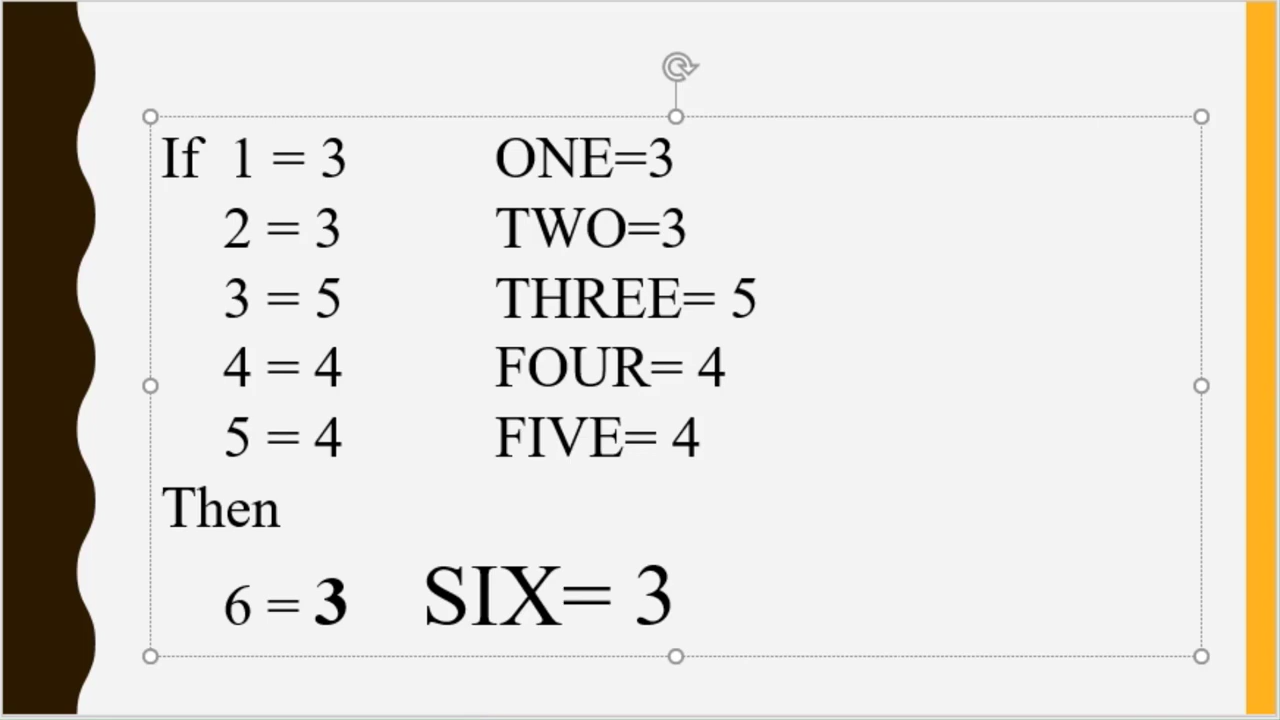 If 1 = 3 ONE=3
2 = 3 TWO=3
3 = 5 THREE= 5
4 = 4 FOUR= 4
5 = 4 FIVE= 4
Then
6 = 3 SIX= 3